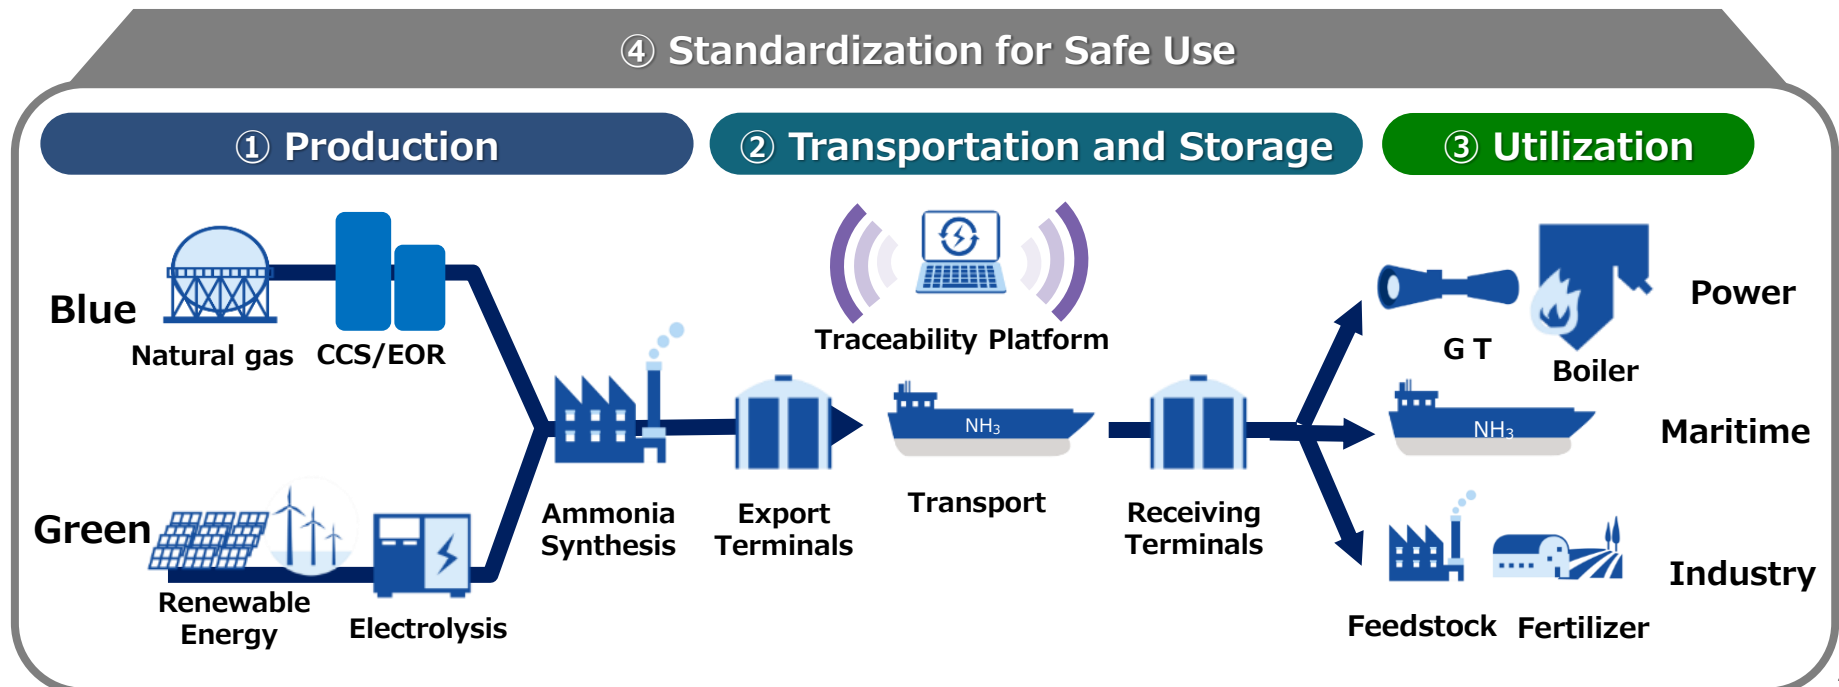 ④ Standardization for Safe Use
① Production
② Transportation and Storage
③ Utilization
Blue
Natural gas
CCS/EOR
Green
Renewable
Energy
Electrolysis
Ammonia
Synthesis
Export
Terminals
Traceability Platform
NH₃
Transport
Receiving
Terminals
G T
Boiler
Power
NH₃
Maritime
Feedstock
Fertilizer
Industry